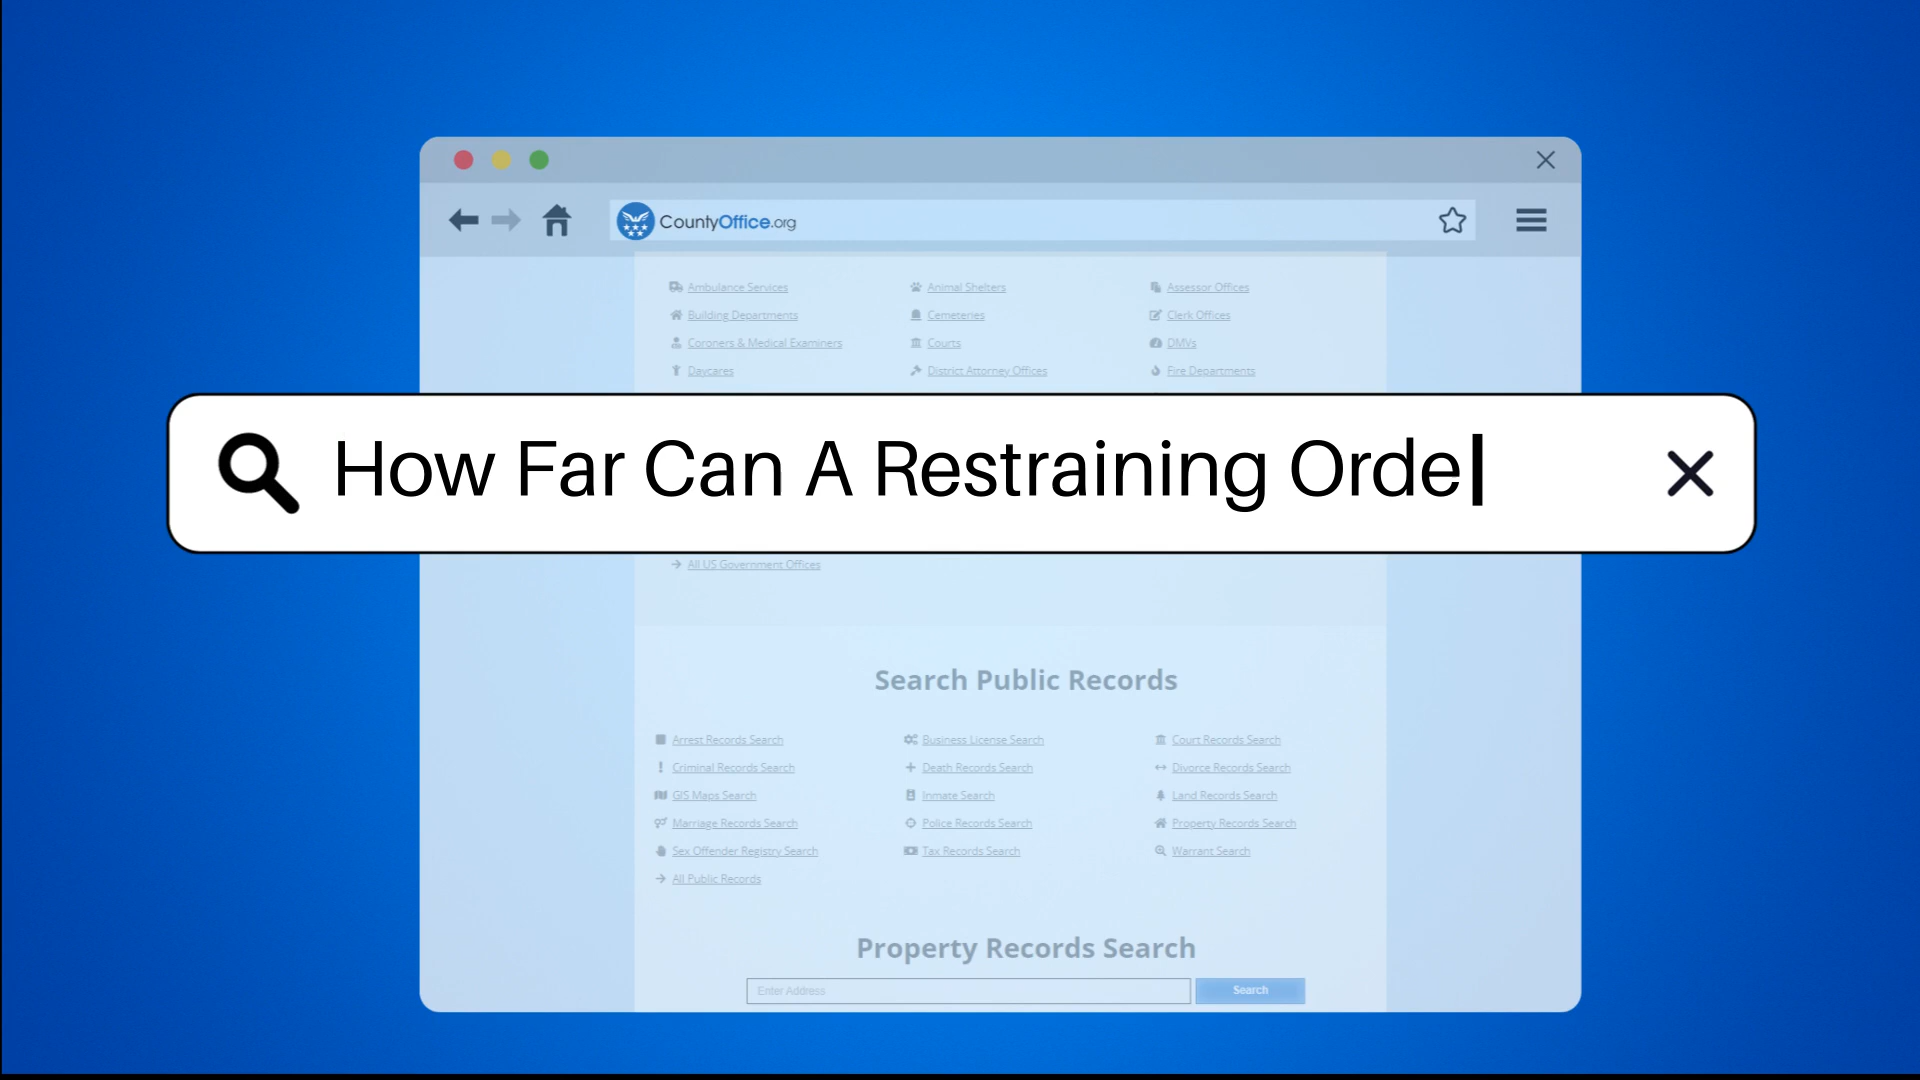 CountyOffice.org
Ambulance Services Animal Shelters Assessor Offices
Building Departments Cemeteries Clerk Offices
Coroners & Medical Examiners Courts DMVs
Daycares District Attorney Offices Fire Departments
How Far Can A Restraining Orde
All US Government Offices
Search Public Records
Arrest Records Search Business License Search Court Records Search
Criminal Records Search Death Records Search Divorce Records Search
GIS Maps Search Inmate Search Land Records Search
Marriage Records Search Police Records Search Property Records Search
Sex Offender Registry Search Tax Records Search Warrant Search
All Public Records
Property Records Search
Enter Address Search